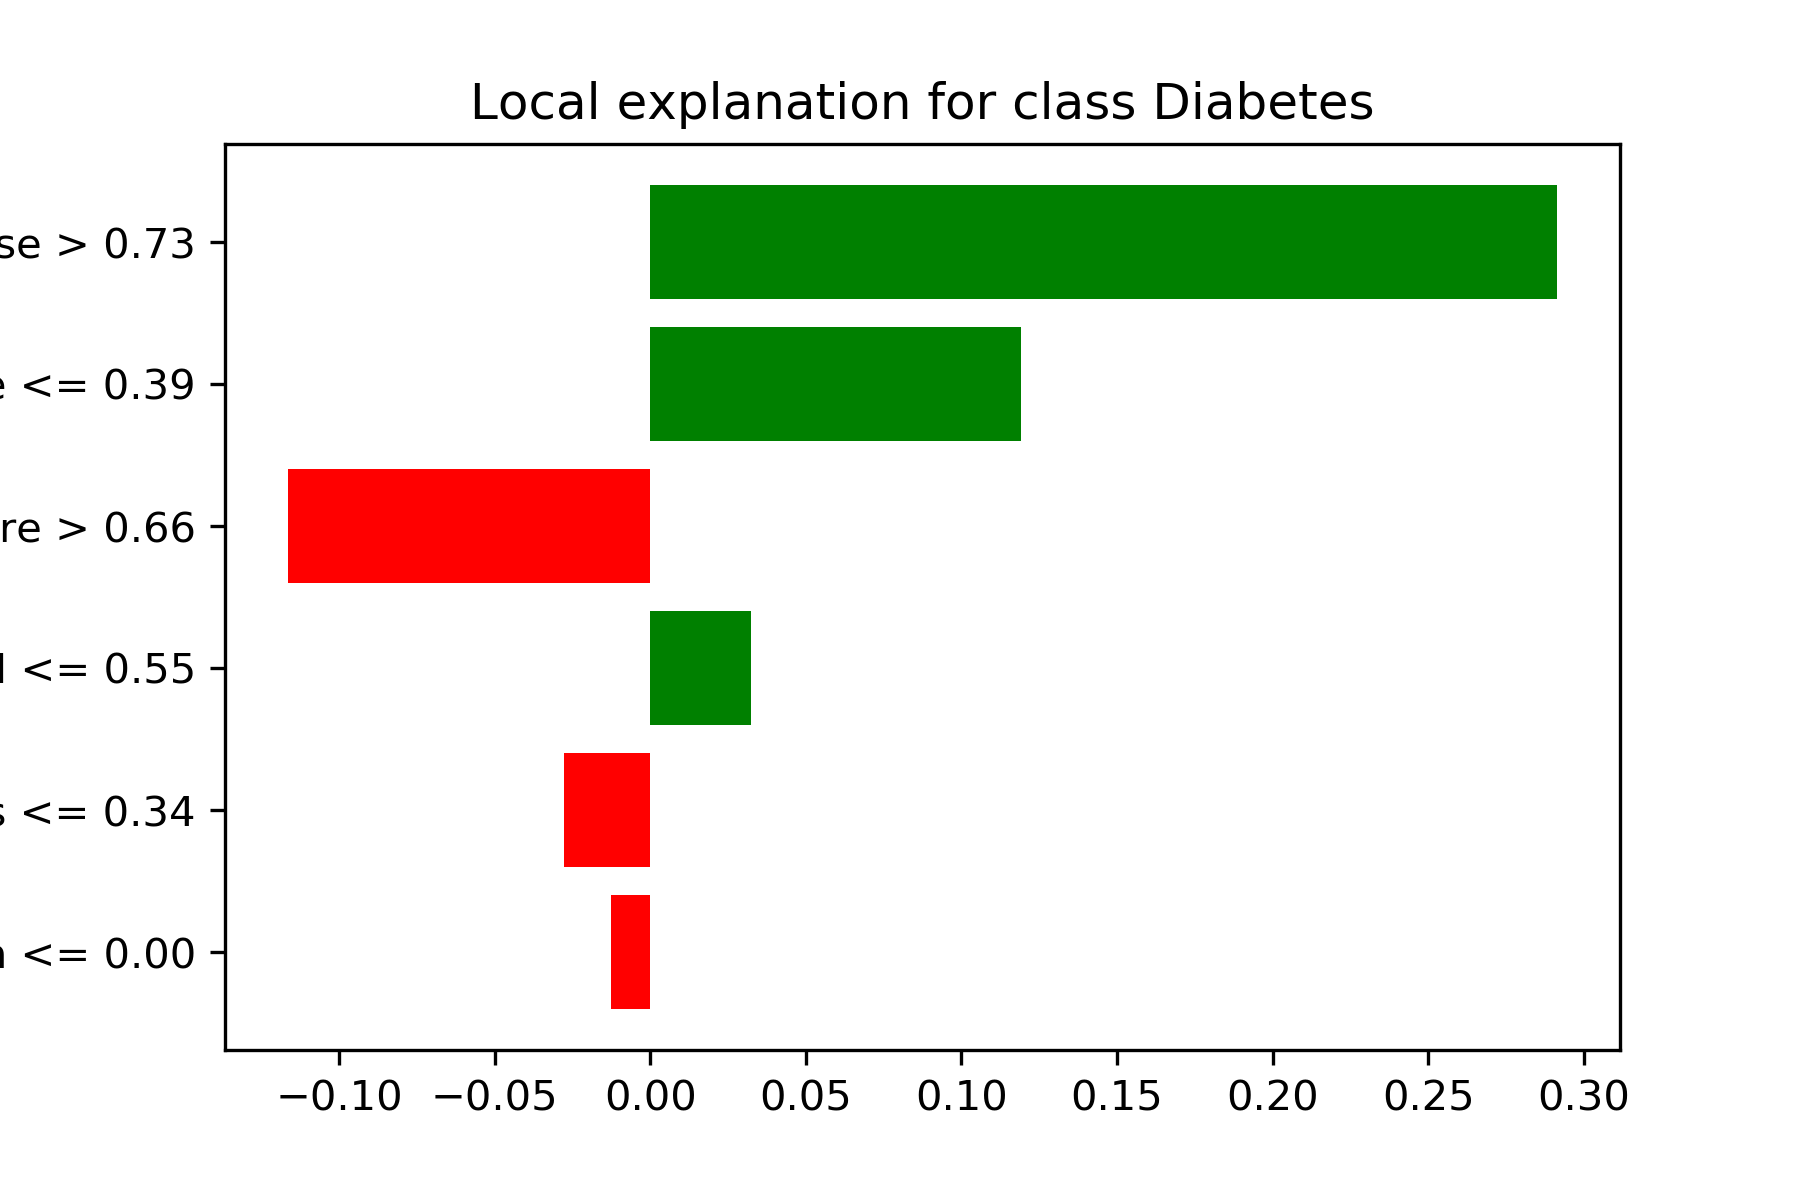 Local explanation for class Diabetes
se > 0.73
e <= 0.39
re > 0.66
<= 0.55
s <= 0.34
<= 0.00
−0.10 −0.05 0.00 0.05 0.10 0.15 0.20 0.25 0.30